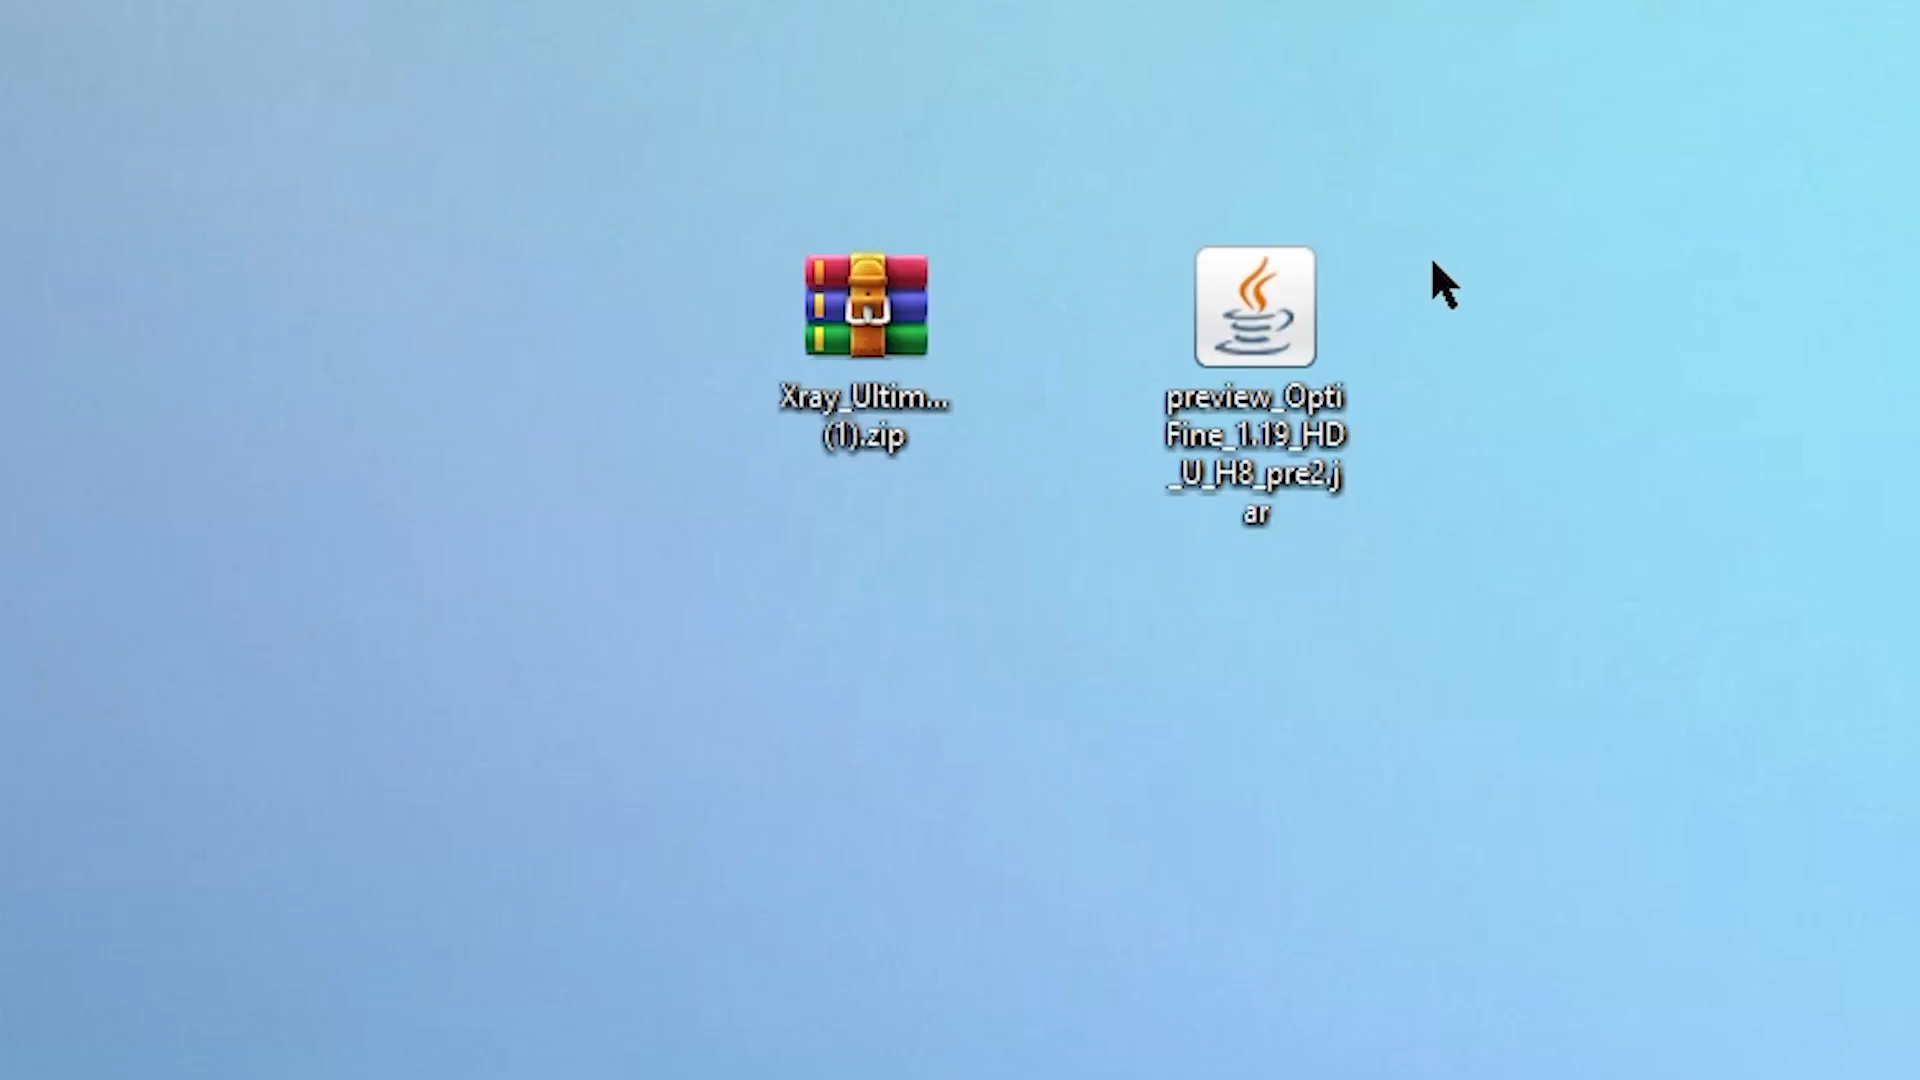 Xray_Ultim...
(1).zip
preview_Opti
Fine_1.19_HD
_U_H8_pre2.j
ar